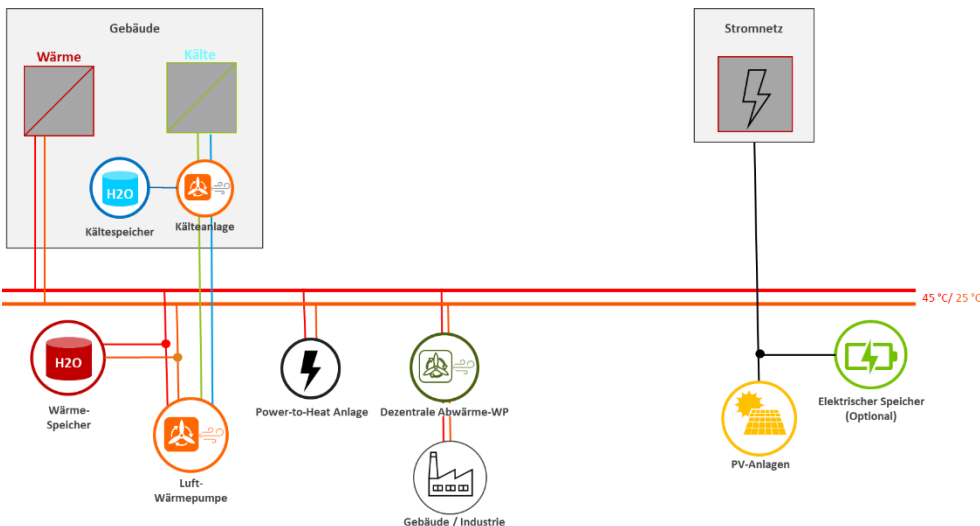 Gebäude
Stromnetz
Wärme
Kälte
H2O
Kältespeicher
Kälteanlage
45 °C/ 25 °C
H2O
Wärme-
Speicher
Power-to-Heat Anlage
Dezentrale Abwärme-WP
Elektrischer Speicher
(Optional)
PV-Anlagen
Luft-
Wärmepumpe
Gebäude / Industrie